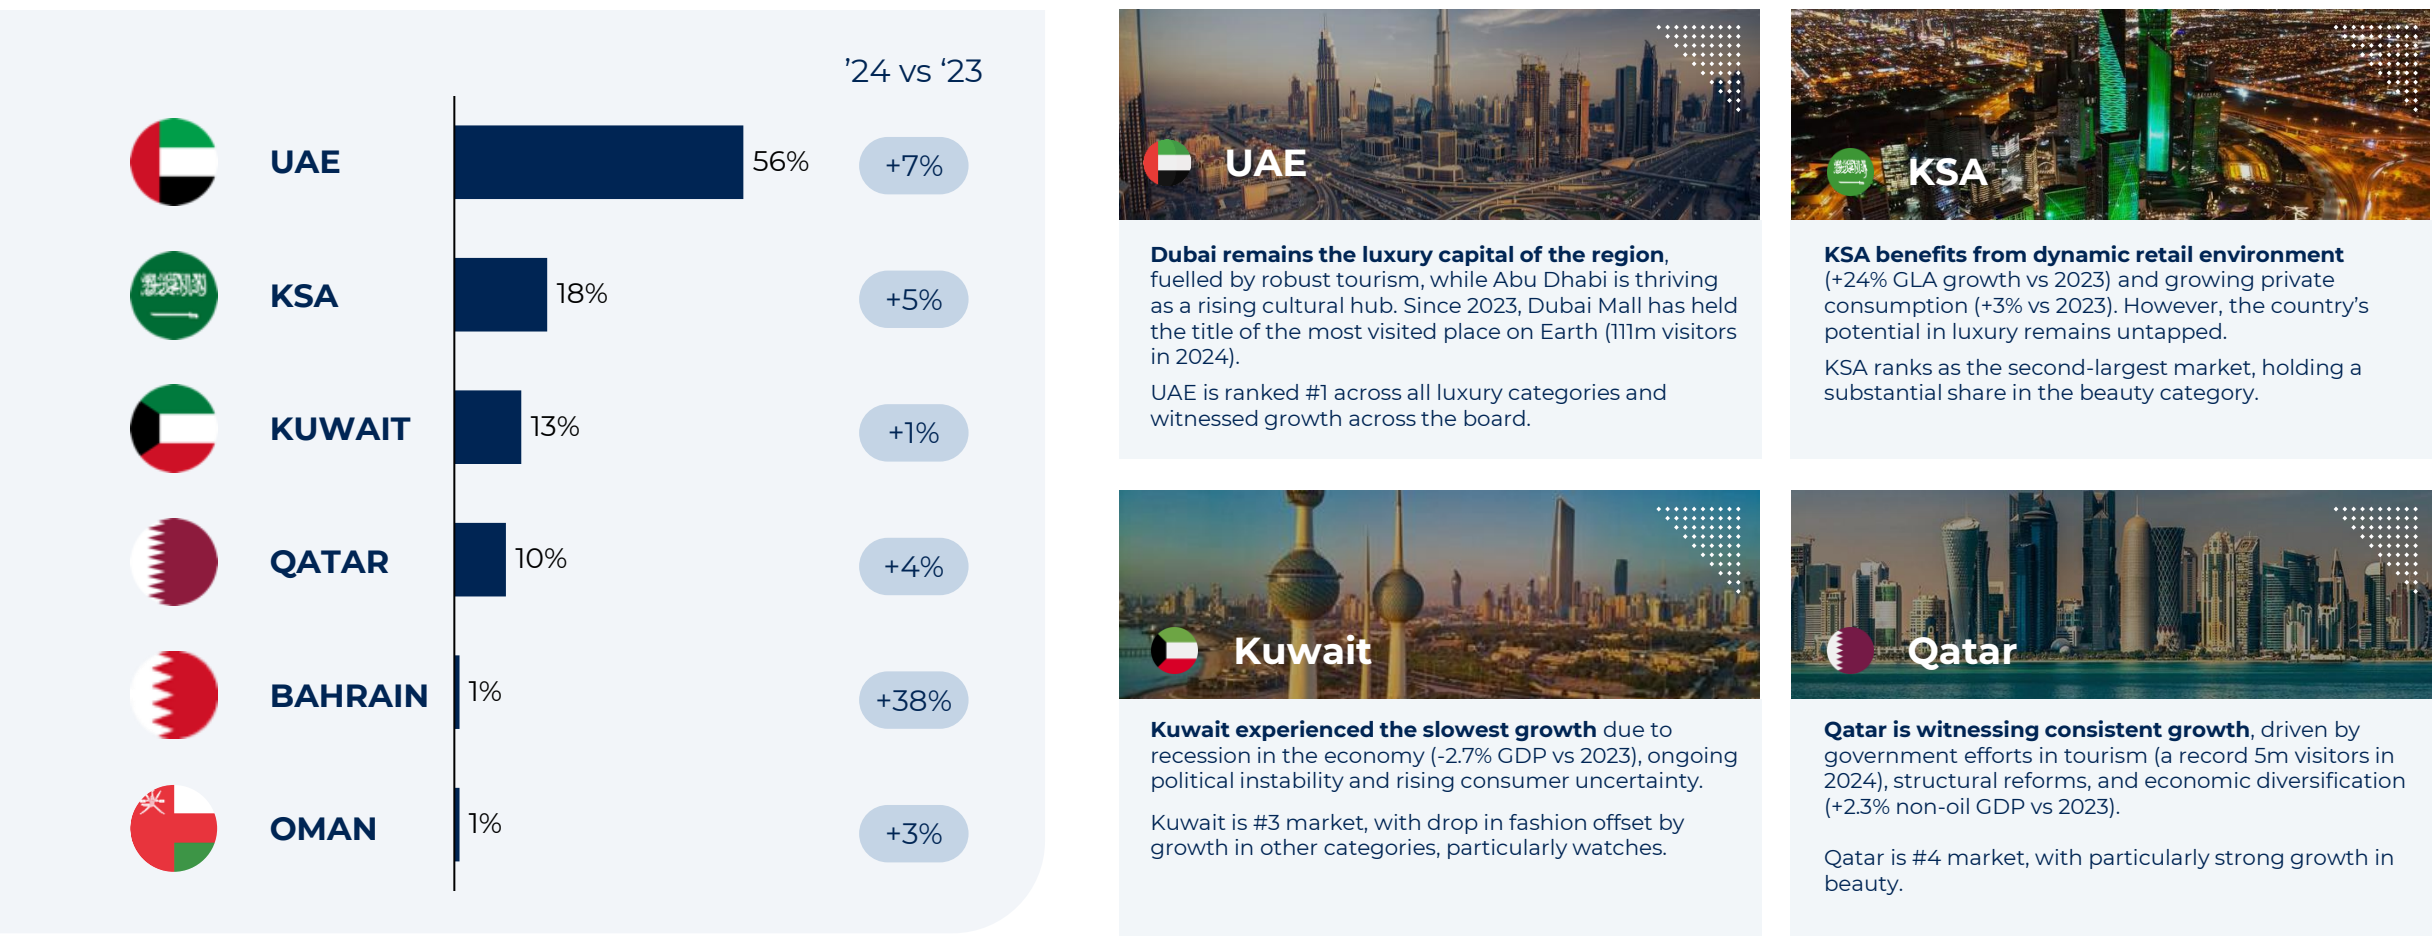 ’24 vs ‘23
UAE
56%
+7%
KSA
18%
+5%
KUWAIT
13%
+1%
QATAR
10%
+4%
BAHRAIN
1%
+38%
OMAN
1%
+3%
UAE
Dubai remains the luxury capital of the region,
fuelled by robust tourism, while Abu Dhabi is thriving
as a rising cultural hub. Since 2023, Dubai Mall has held
the title of the most visited place on Earth (111m visitors
in 2024).
UAE is ranked #1 across all luxury categories and
witnessed growth across the board.
KSA
KSA benefits from dynamic retail environment
(+24% GLA growth vs 2023) and growing private
consumption (+3% vs 2023). However, the country’s
potential in luxury remains untapped.
KSA ranks as the second-largest market, holding a
substantial share in the beauty category.
Kuwait
Kuwait experienced the slowest growth due to
recession in the economy (-2.7% GDP vs 2023), ongoing
political instability and rising consumer uncertainty.
Kuwait is #3 market, with drop in fashion offset by
growth in other categories, particularly watches.
Qatar
Qatar is witnessing consistent growth, driven by
government efforts in tourism (a record 5m visitors in
2024), structural reforms, and economic diversification
(+2.3% non-oil GDP vs 2023).
Qatar is #4 market, with particularly strong growth in
beauty.